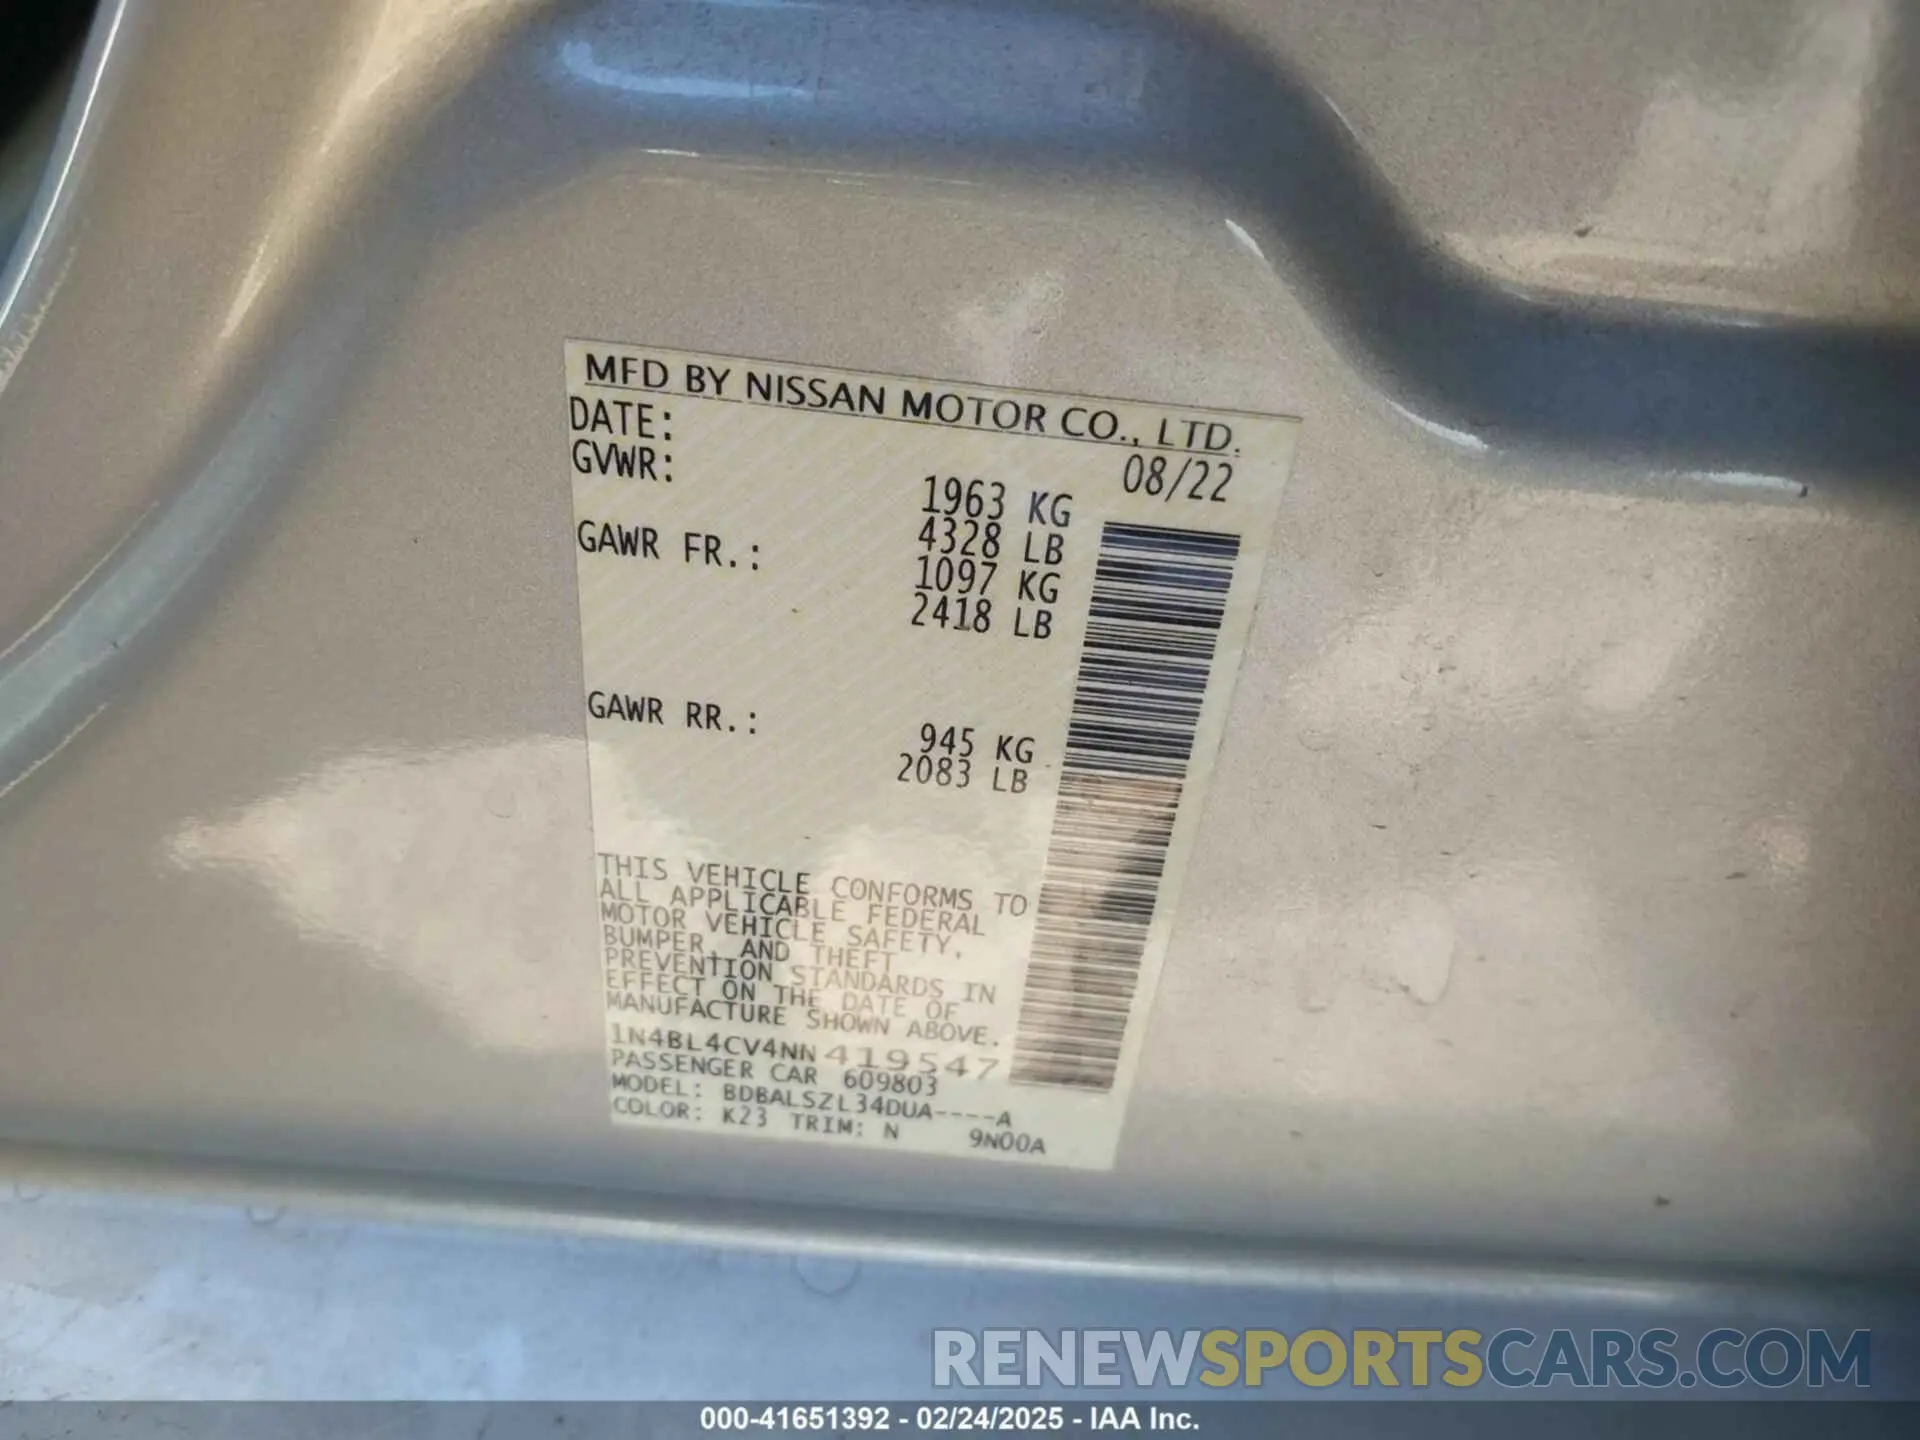 MFD BY NISSAN MOTOR CO., LTD.
DATE: 08/22
GVWR: 1963 KG
4328 LB
GAWR FR.: 1097 KG
2418 LB
GAWR RR.: 945 KG
2083 LB
THIS VEHICLE CONFORMS TO
ALL APPLICABLE FEDERAL
MOTOR VEHICLE SAFETY,
BUMPER, AND THEFT
PREVENTION STANDARDS IN
EFFECT ON THE DATE OF
MANUFACTURE SHOWN ABOVE.
1N4BL4CV4NN419547
PASSENGER CAR 609803
MODEL: BDBALSZL34DUA----A
COLOR: K23 TRIM: N 9N00A
RENEWSPORTSCARS.COM
000-41651392 - 02/24/2025 - IAA Inc.